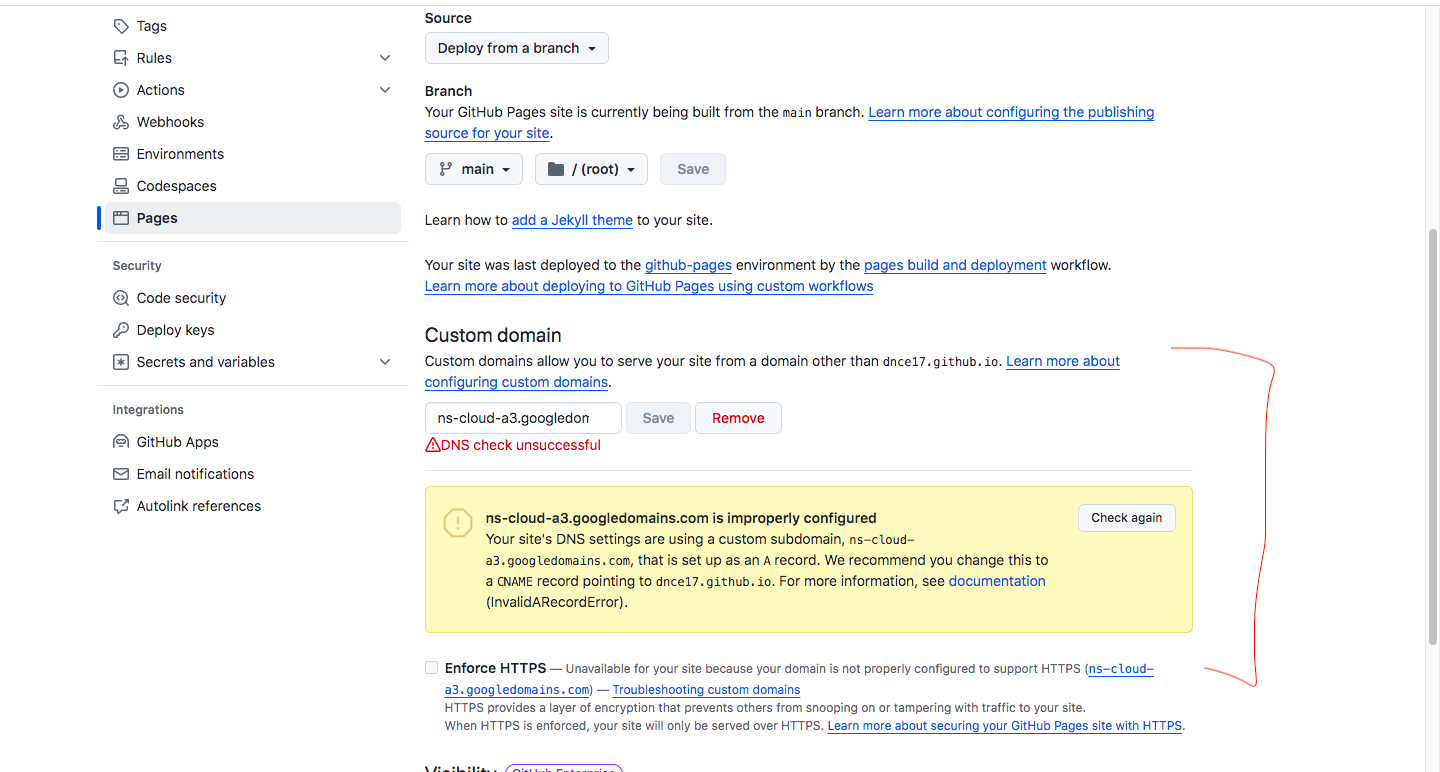 Tags
Rules
Actions
Webhooks
Environments
Codespaces
Pages
Security
Code security
Deploy keys
Secrets and variables
Integrations
GitHub Apps
Email notifications
Autolink references
Source
Deploy from a branch
Branch
Your GitHub Pages site is currently being built from the main branch. Learn more about configuring the publishing
source for your site.
main
/ (root)
Save
Learn how to add a Jekyll theme to your site.
Your site was last deployed to the github-pages environment by the pages build and deployment workflow.
Learn more about deploying to GitHub Pages using custom workflows
Custom domain
Custom domains allow you to serve your site from a domain other than dnce17.github.io. Learn more about
configuring custom domains.
ns-cloud-a3.googledom
Save
Remove
DNS check unsuccessful
ns-cloud-a3.googledomains.com is improperly configured
Check again
Your site's DNS settings are using a custom subdomain, ns-cloud-
a3.googledomains.com, that is set up as an A record. We recommend you change this to
a CNAME record pointing to dnce17.github.io. For more information, see documentation
(InvalidARecordError).
Enforce HTTPS — Unavailable for your site because your domain is not properly configured to support HTTPS (ns-cloud-
a3.googledomains.com) — Troubleshooting custom domains
HTTPS provides a layer of encryption that prevents others from snooping on or tampering with traffic to your site.
When HTTPS is enforced, your site will only be served over HTTPS. Learn more about securing your GitHub Pages site with HTTPS.
Visibility
GitHub Enterprise